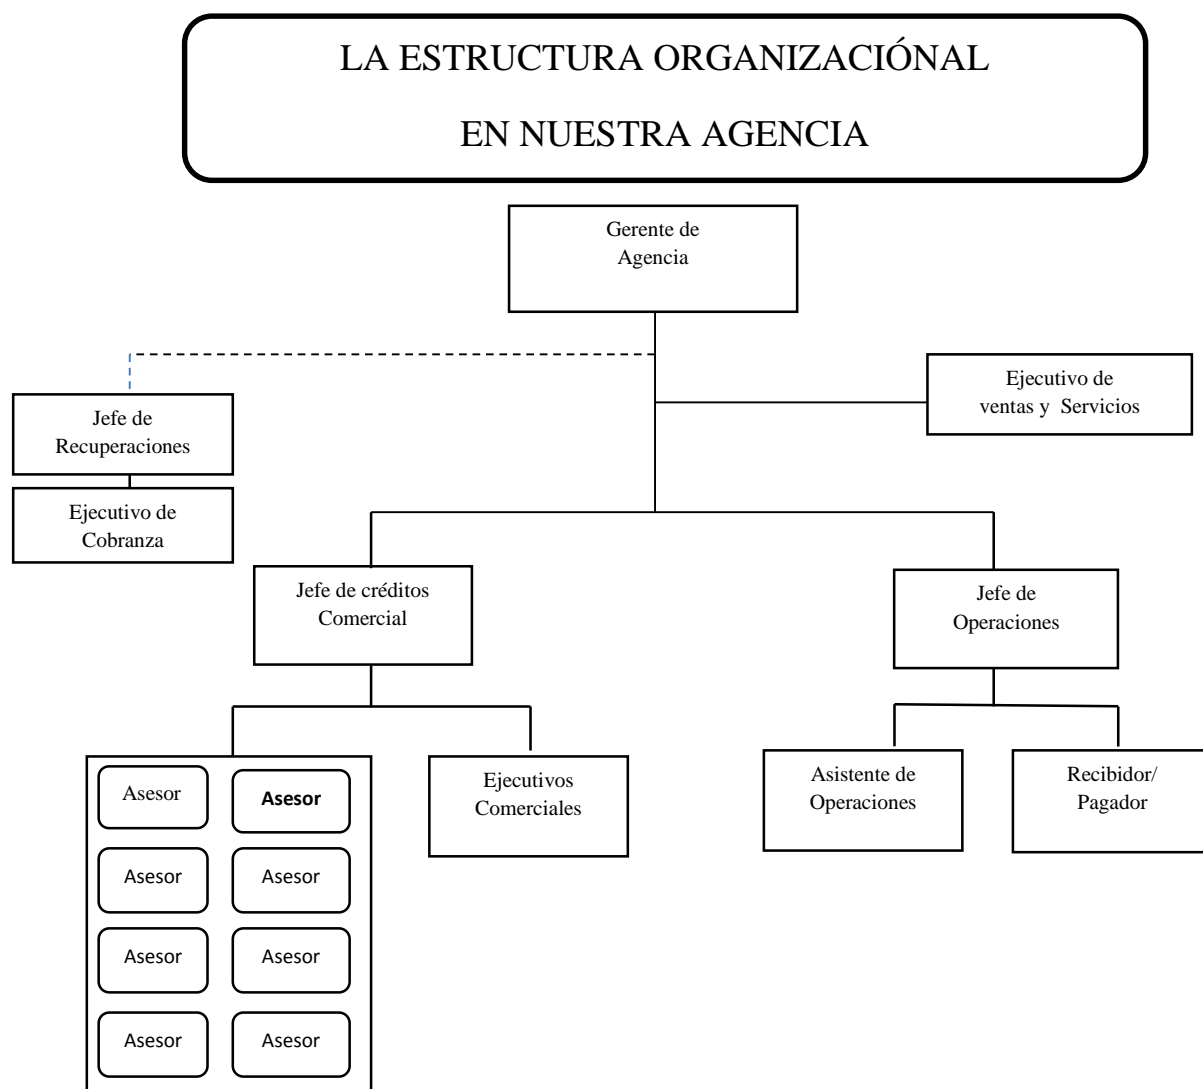 LA ESTRUCTURA ORGANIZACIÓNAL
EN NUESTRA AGENCIA
Gerente de
Agencia
Ejecutivo de
ventas y  Servicios
Jefe de
Recuperaciones
Ejecutivo de
Cobranza
Jefe de créditos
Comercial
Jefe de
Operaciones
Asesor
Asesor
Asesor
Asesor
Asesor
Asesor
Asesor
Asesor
Ejecutivos
Comerciales
Asistente de
Operaciones
Recibidor/
Pagador